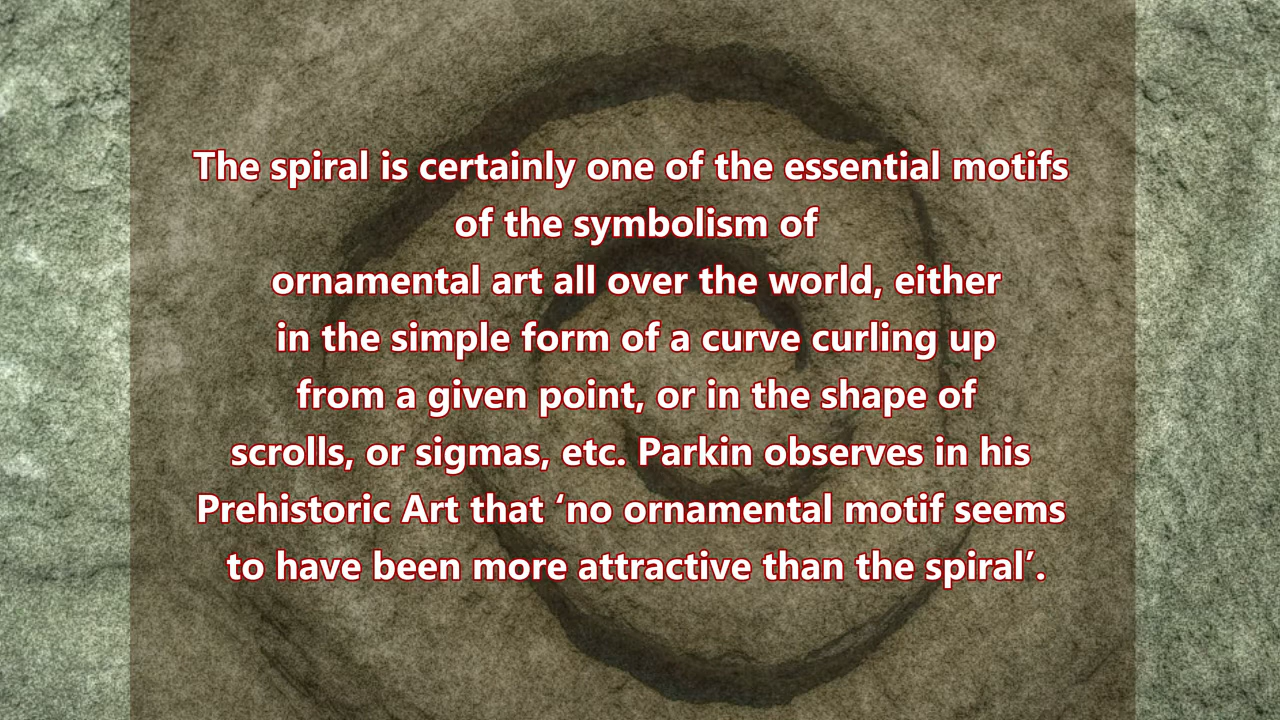 The spiral is certainly one of the essential motifs
of the symbolism of
ornamental art all over the world, either
in the simple form of a curve curling up
from a given point, or in the shape of
scrolls, or sigmas, etc. Parkin observes in his
Prehistoric Art that ‘no ornamental motif seems
to have been more attractive than the spiral’.